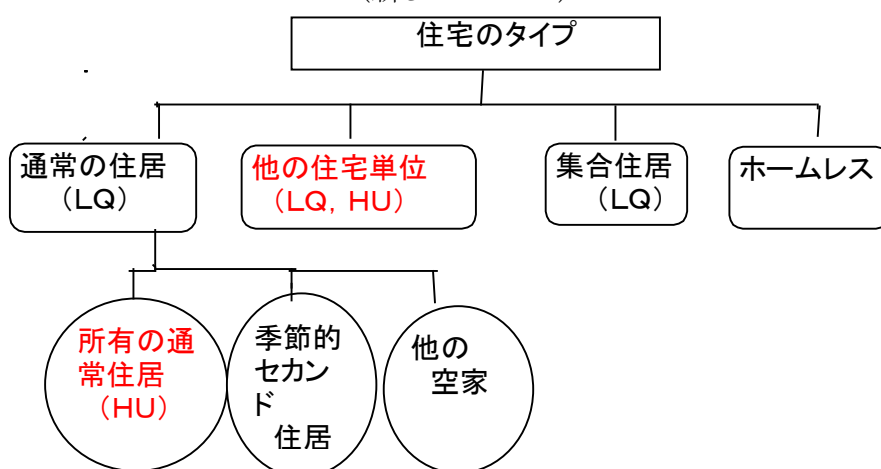 住宅のタイプ
通常の住居
(LQ)
他の住宅単位
(LQ, HU)
集合住居
(LQ)
ホームレス
所有の通
常住居
(HU)
季節的
セカン
ド
住居
他の
空家